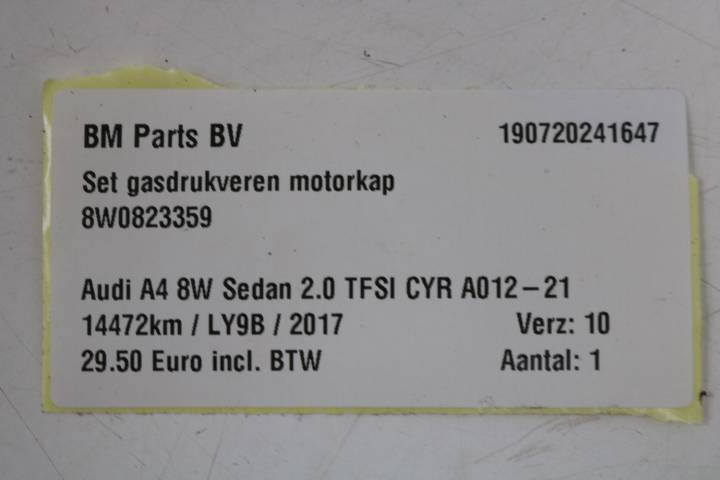 BM Parts BV 190720241647
Set gasdrukveren motorkap
8W0823359
Audi A4 8W Sedan 2.0 TFSI CYR A012-21
14472km / LY9B / 2017 Verz: 10
29.50 Euro incl. BTW Aantal: 1